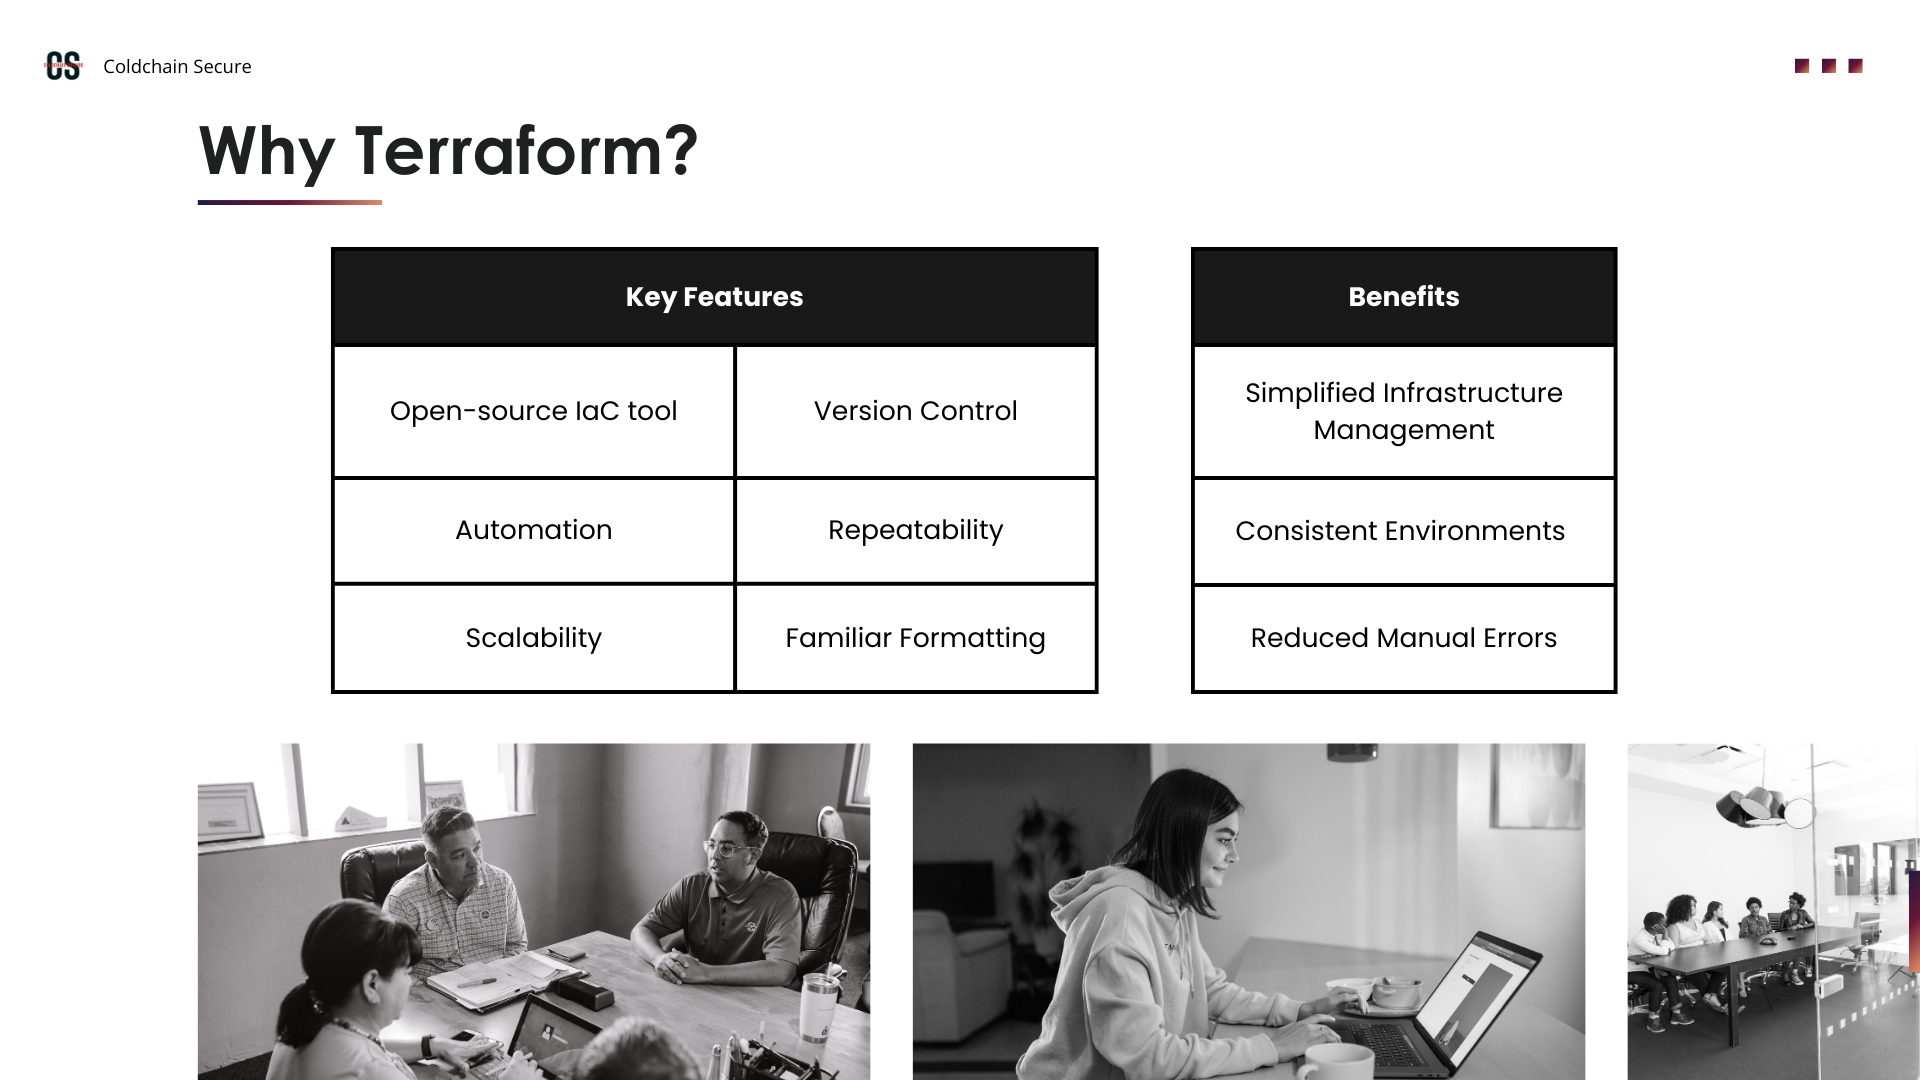 CS
Coldchain Secure
Why Terraform?
Key Features
Open-source IaC tool
Version Control
Automation
Repeatability
Scalability
Familiar Formatting
Benefits
Simplified Infrastructure
Management
Consistent Environments
Reduced Manual Errors